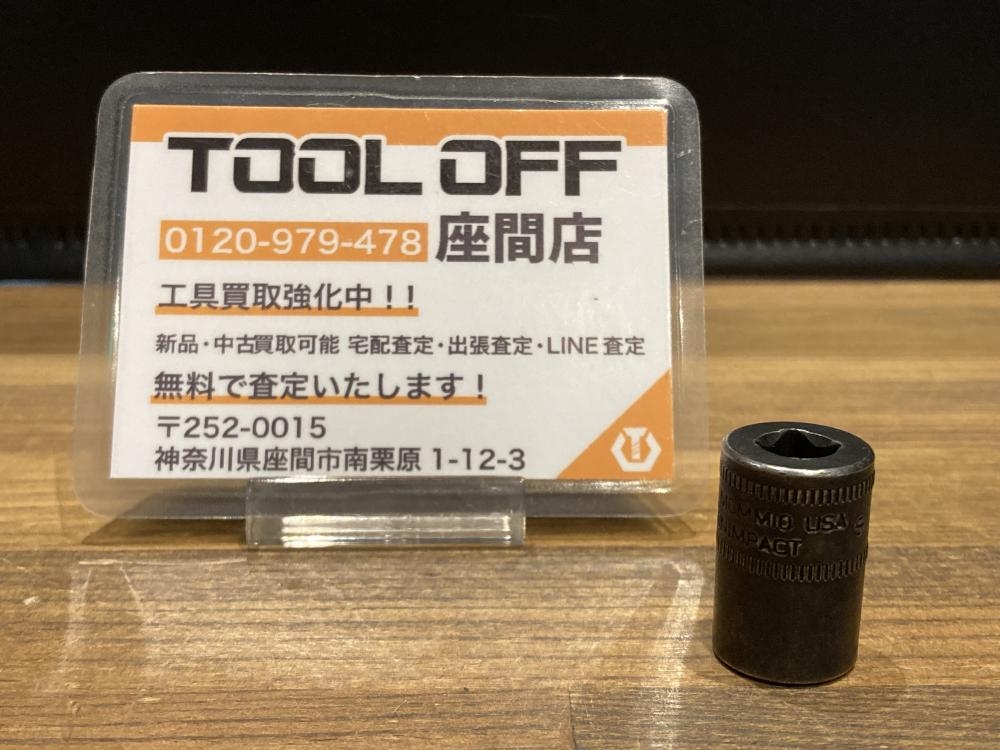 TOOL OFF
0120-979-478 座間店
工具買取強化中!!
新品・中古買取可能 宅配査定・出張査定・LINE査定
無料で査定いたします!
〒252-0015
神奈川県座間市南栗原 1-12-3
USA
IMPACT